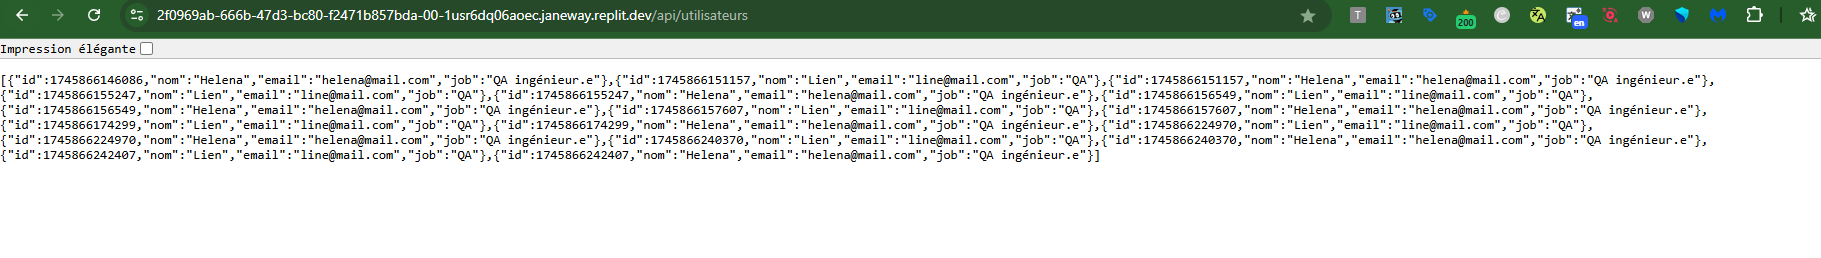 2f0969ab-666b-47d3-bc80-f2471b857bda-00-1usr6dq06aoec.janeway.replit.dev/api/utilisateurs
T
200
C
en
W
Impression élégante
[{"id":1745866146086,"nom":"Helena","email":"helena@mail.com","job":"QA ingénieur.e"},{"id":1745866151157,"nom":"Lien","email":"line@mail.com","job":"QA"},{"id":1745866151157,"nom":"Helena","email":"helena@mail.com","job":"QA ingénieur.e"},
{"id":1745866155247,"nom":"Lien","email":"line@mail.com","job":"QA"},{"id":1745866155247,"nom":"Helena","email":"helena@mail.com","job":"QA ingénieur.e"},{"id":1745866156549,"nom":"Lien","email":"line@mail.com","job":"QA"},
{"id":1745866156549,"nom":"Helena","email":"helena@mail.com","job":"QA ingénieur.e"},{"id":1745866157607,"nom":"Lien","email":"line@mail.com","job":"QA"},{"id":1745866157607,"nom":"Helena","email":"helena@mail.com","job":"QA ingénieur.e"},
{"id":1745866174299,"nom":"Lien","email":"line@mail.com","job":"QA"},{"id":1745866174299,"nom":"Helena","email":"helena@mail.com","job":"QA ingénieur.e"},{"id":1745866224970,"nom":"Lien","email":"line@mail.com","job":"QA"},
{"id":1745866224970,"nom":"Helena","email":"helena@mail.com","job":"QA ingénieur.e"},{"id":1745866240370,"nom":"Lien","email":"line@mail.com","job":"QA"},{"id":1745866240370,"nom":"Helena","email":"helena@mail.com","job":"QA ingénieur.e"},
{"id":1745866242407,"nom":"Lien","email":"line@mail.com","job":"QA"},{"id":1745866242407,"nom":"Helena","email":"helena@mail.com","job":"QA ingénieur.e"}]